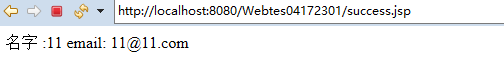 http://localhost:8080/Webtes04172301/success.jsp
名字 :11 email: 11@11.com